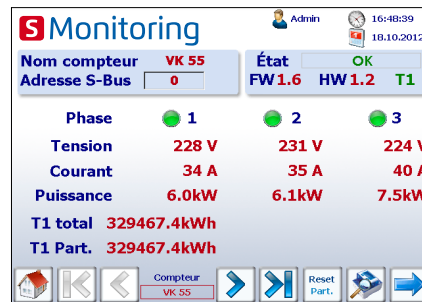 S Monitoring
Admin
16:48:39
18.10.2012
Nom compteur VK 55
Adresse S-Bus 0
État OK
FW 1.6 HW 1.2 T1
Phase 1 2 3
Tension 228 V 231 V 224 V
Courant 34 A 35 A 40 A
Puissance 6.0kW 6.1kW 7.5kW
T1 total 329467.4kWh
T1 Part. 329467.4kWh
Compteur
VK 55
Reset
Part.